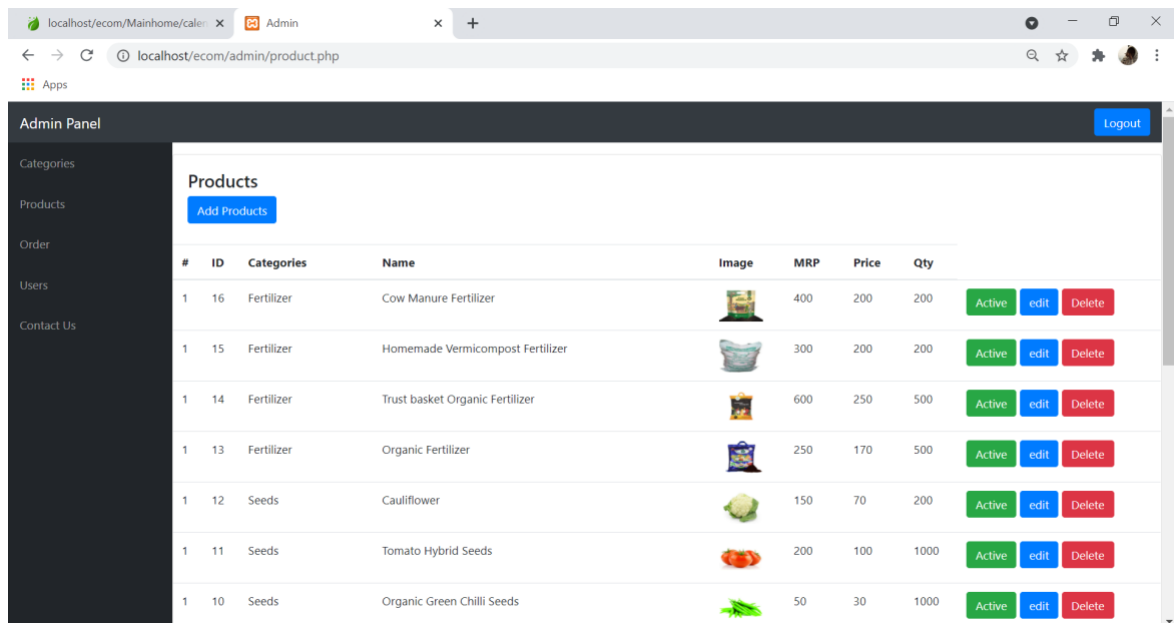 localhost/ecom/Mainhome/calen
Admin
localhost/ecom/admin/product.php
Apps
Admin Panel Logout
Categories
Products
Order
Users
Contact Us
Products
Add Products
# ID Categories Name Image MRP Price Qty
1 16 Fertilizer Cow Manure Fertilizer 400 200 200 Active edit Delete
1 15 Fertilizer Homemade Vermicompost Fertilizer 300 200 200 Active edit Delete
1 14 Fertilizer Trust basket Organic Fertilizer 600 250 500 Active edit Delete
1 13 Fertilizer Organic Fertilizer 250 170 500 Active edit Delete
1 12 Seeds Cauliflower 150 70 200 Active edit Delete
1 11 Seeds Tomato Hybrid Seeds 200 100 1000 Active edit Delete
1 10 Seeds Organic Green Chilli Seeds 50 30 1000 Active edit Delete